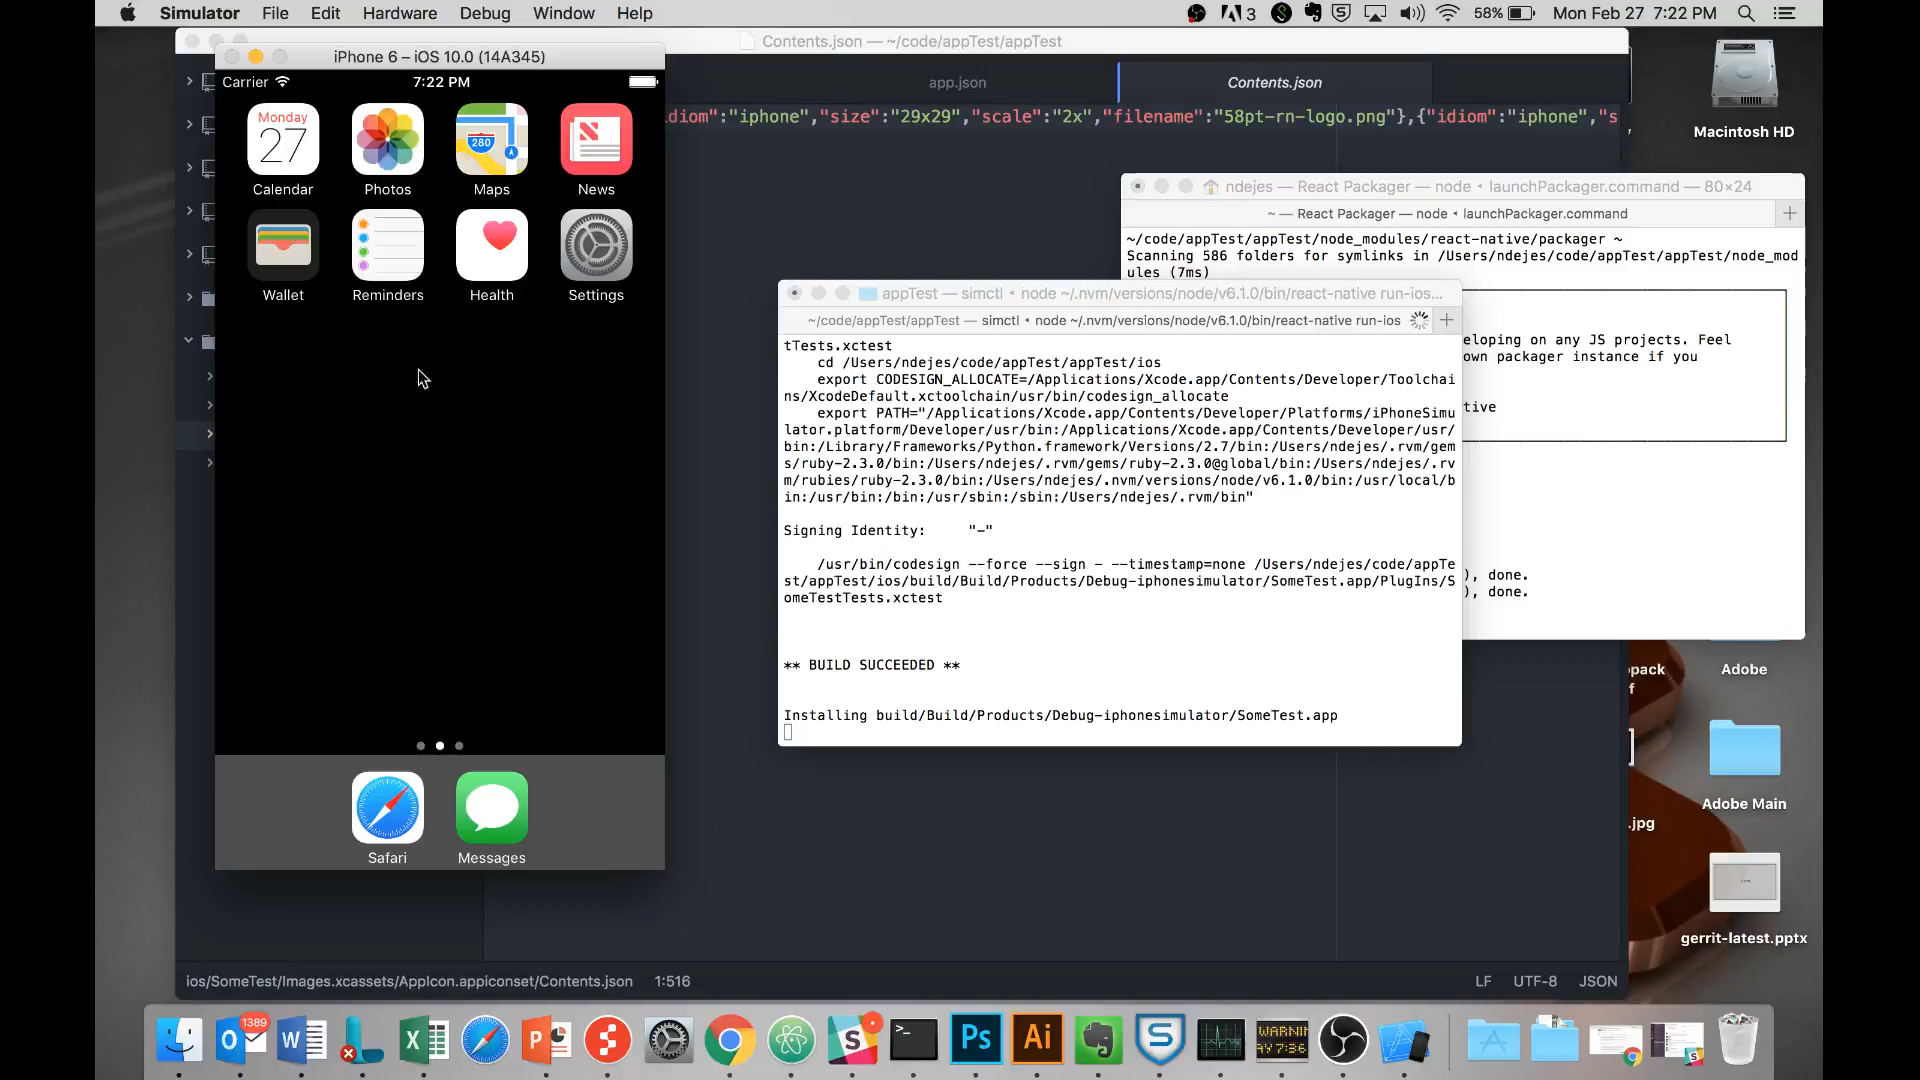 Simulator File Edit Hardware Debug Window Help
3 58% Mon Feb 27 7:22 PM
Contents.json — ~/code/appTest/appTest
app.json
Contents.json
diom":"iphone","size":"29x29","scale":"2x","filename":"58pt-rn-logo.png"},{"idiom":"iphone","s
iPhone 6 – iOS 10.0 (14A345)
Carrier 7:22 PM
Monday
27
280
Calendar Photos Maps News
Wallet Reminders Health Settings
Safari Messages
ndejes — React Packager — node ◂ launchPackager.command — 80×24
~ — React Packager — node ◂ launchPackager.command
~/code/appTest/appTest/node_modules/react-native/packager ~
Scanning 586 folders for symlinks in /Users/ndejes/code/appTest/appTest/node_mod
ules (7ms)
eloping on any JS projects. Feel
own packager instance if you
tive
), done.
), done.
appTest — simctl ◂ node ~/.nvm/versions/node/v6.1.0/bin/react-native run-ios...
~/code/appTest/appTest — simctl ◂ node ~/.nvm/versions/node/v6.1.0/bin/react-native run-ios
tTests.xctest
cd /Users/ndejes/code/appTest/appTest/ios
export CODESIGN_ALLOCATE=/Applications/Xcode.app/Contents/Developer/Toolchai
ns/XcodeDefault.xctoolchain/usr/bin/codesign_allocate
export PATH="/Applications/Xcode.app/Contents/Developer/Platforms/iPhoneSimu
lator.platform/Developer/usr/bin:/Applications/Xcode.app/Contents/Developer/usr/
bin:/Library/Frameworks/Python.framework/Versions/2.7/bin:/Users/ndejes/.rvm/gem
s/ruby-2.3.0/bin:/Users/ndejes/.rvm/gems/ruby-2.3.0@global/bin:/Users/ndejes/.rv
m/rubies/ruby-2.3.0/bin:/Users/ndejes/.nvm/versions/node/v6.1.0/bin:/usr/local/b
in:/usr/bin:/bin:/usr/sbin:/sbin:/Users/ndejes/.rvm/bin"
Signing Identity: "-"
/usr/bin/codesign --force --sign - --timestamp=none /Users/ndejes/code/appTe
st/appTest/ios/build/Build/Products/Debug-iphonesimulator/SomeTest.app/PlugIns/S
omeTestTests.xctest
** BUILD SUCCEEDED **
Installing build/Build/Products/Debug-iphonesimulator/SomeTest.app
Macintosh HD
pack
f
Adobe
Adobe Main
.jpg
gerrit-latest.pptx
ios/SomeTest/Images.xcassets/AppIcon.appiconset/Contents.json 1:516
LF UTF-8 JSON
1389
Ps
Ai
WARNIN
AV 7:36